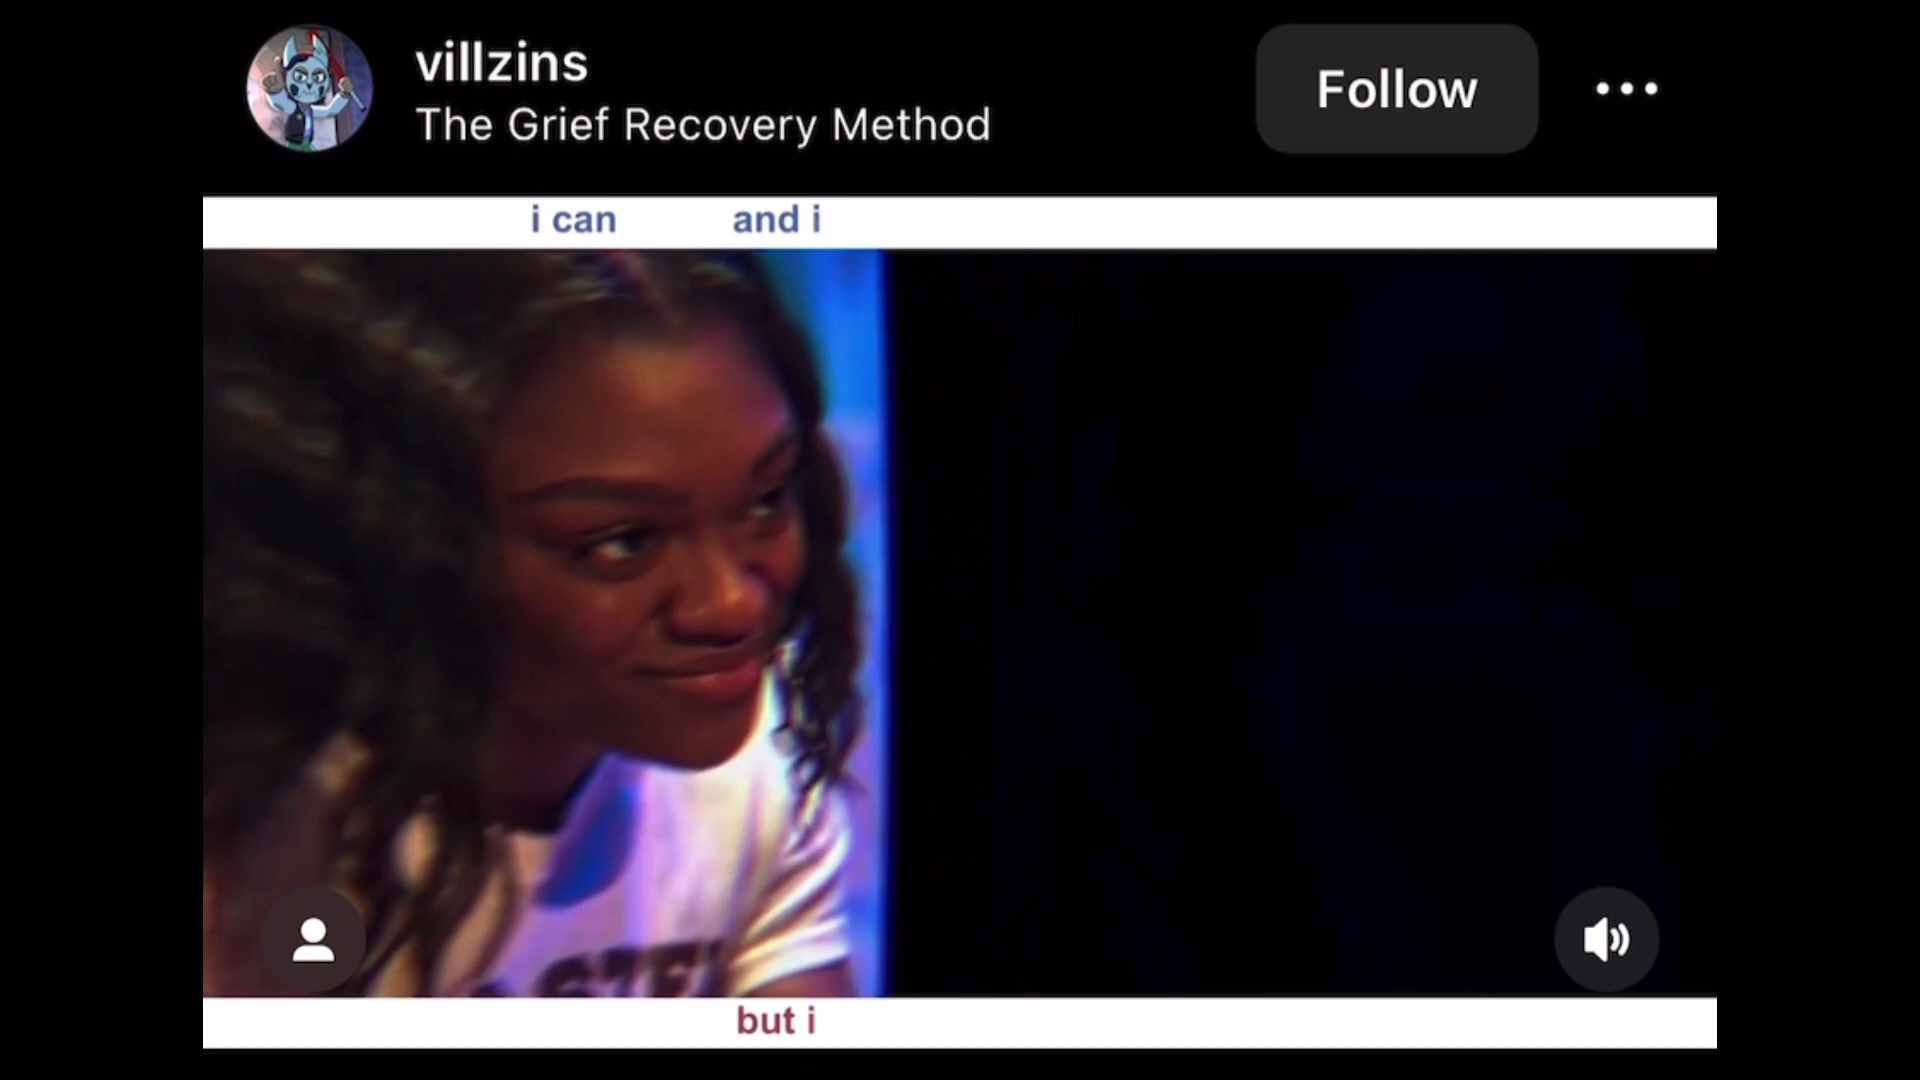 villzins
The Grief Recovery Method
Follow
i can and i
but i